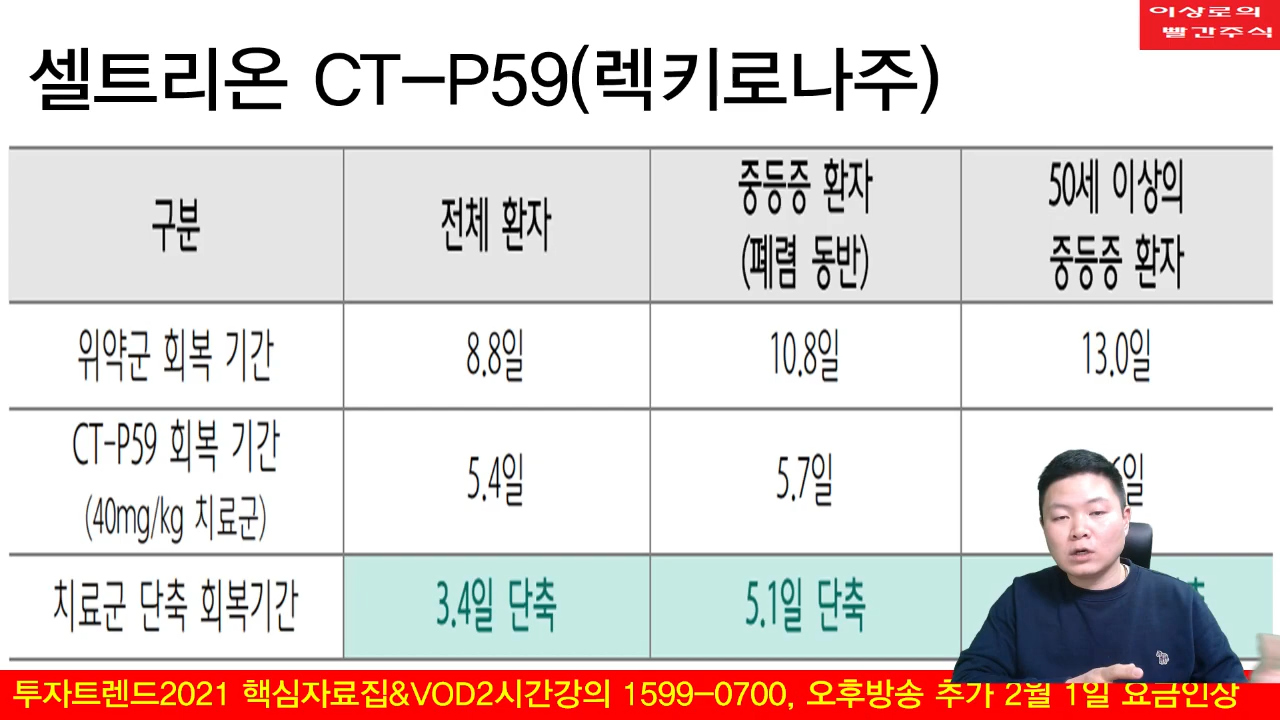 이상로의
빨간주식
셀트리온 CT-P59(렉키로나주)
구분
전체 환자
중등증 환자
(폐렴 동반)
50세 이상의
중등증 환자
위약군 회복 기간
8.8일
10.8일
13.0일
CT-P59 회복 기간
(40mg/kg 치료군)
5.4일
5.7일
치료군 단축 회복기간
3.4일 단축
5.1일 단축
투자트렌드2021 핵심자료집&VOD2시간강의 1599-0700, 오후방송 추가 2월 1일 요금인상